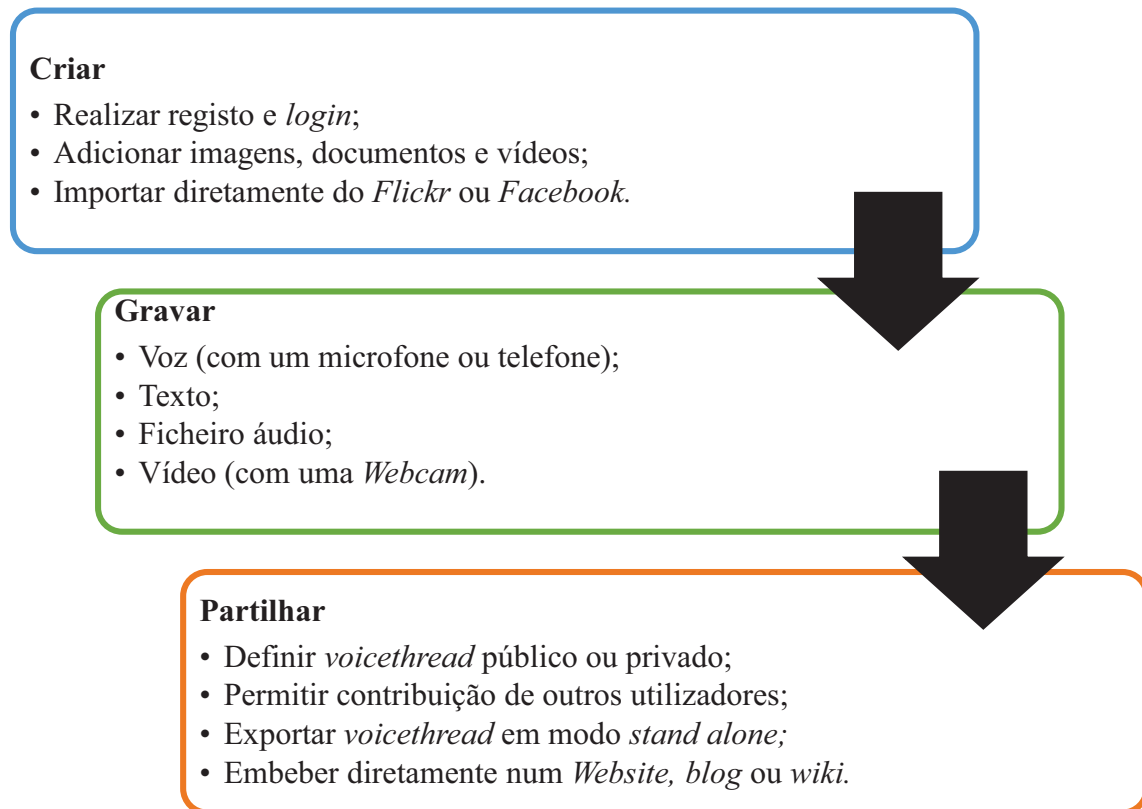 Criar
• Realizar registo e login;
• Adicionar imagens, documentos e vídeos;
• Importar diretamente do Flickr ou Facebook.
Gravar
• Voz (com um microfone ou telefone);
• Texto;
• Ficheiro áudio;
• Vídeo (com uma Webcam).
Partilhar
• Definir voicethread público ou privado;
• Permitir contribuição de outros utilizadores;
• Exportar voicethread em modo stand alone;
• Embeber diretamente num Website, blog ou wiki.